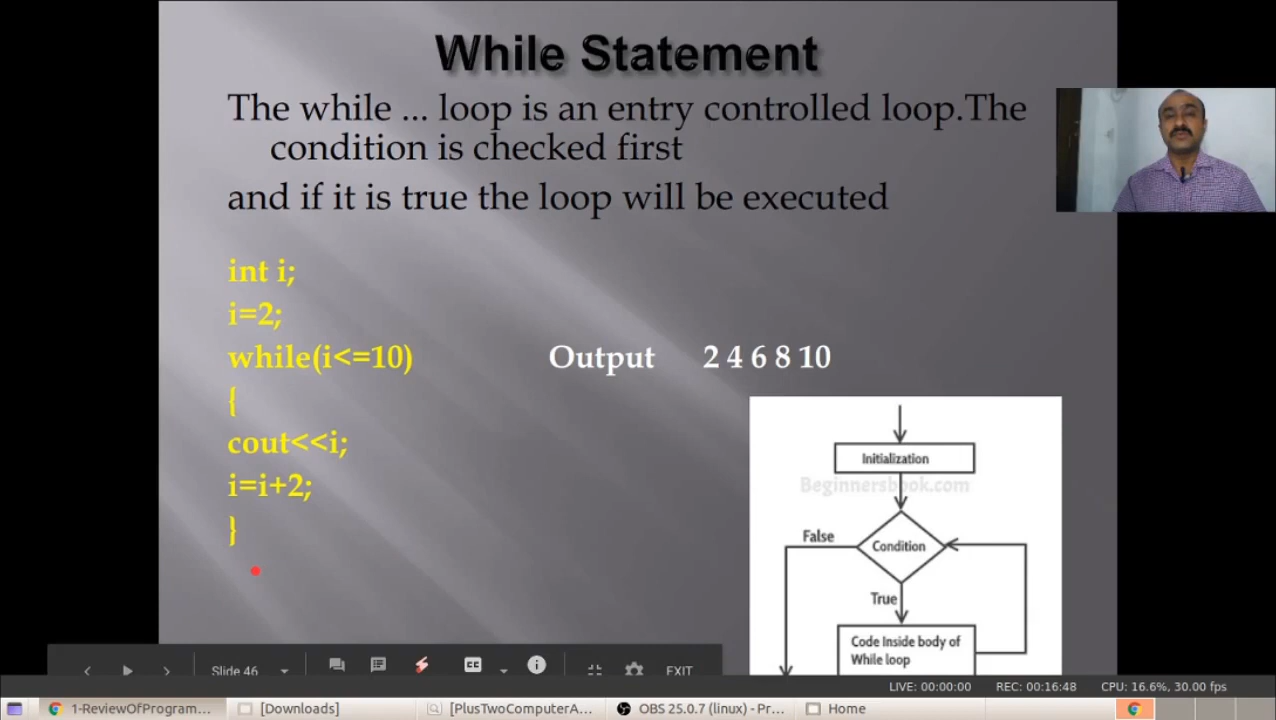 While Statement
The while ... loop is an entry controlled loop.The
condition is checked first
and if it is true the loop will be executed
int i;
i=2;
while(i<=10)
{
cout<<i;
i=i+2;
}
Output 2 4 6 8 10
Initialization
Beginnersbook.com
False
Condition
True
Code Inside body of
While loop
Slide 46
CC
EXIT
LIVE: 00:00:00 REC: 00:16:48 CPU: 16.6%, 30.00 fps
1-ReviewOfProgram... [Downloads] [PlusTwoComputerA... OBS 25.0.7 (linux) - Pr... Home